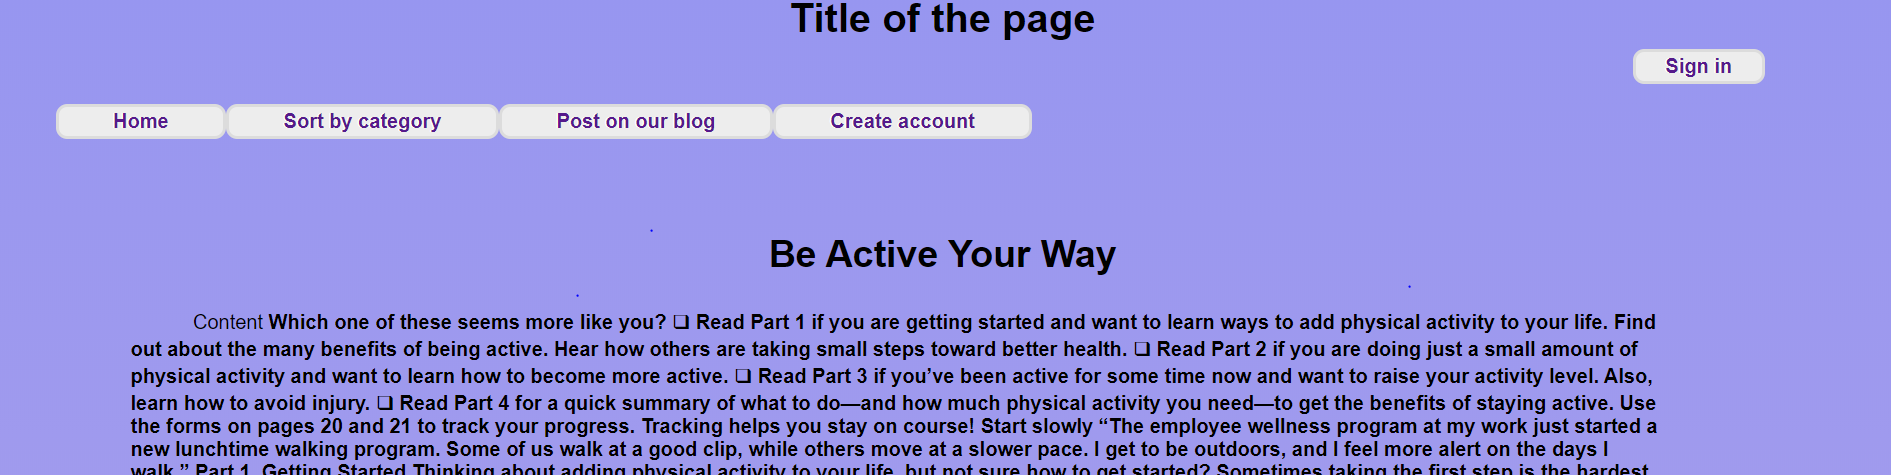 Title of the page
Sign in
Home Sort by category Post on our blog Create account
Be Active Your Way
Content Which one of these seems more like you? ❏ Read Part 1 if you are getting started and want to learn ways to add physical activity to your life. Find
out about the many benefits of being active. Hear how others are taking small steps toward better health. ❏ Read Part 2 if you are doing just a small amount of
physical activity and want to learn how to become more active. ❏ Read Part 3 if you’ve been active for some time now and want to raise your activity level. Also,
learn how to avoid injury. ❏ Read Part 4 for a quick summary of what to do—and how much physical activity you need—to get the benefits of staying active. Use
the forms on pages 20 and 21 to track your progress. Tracking helps you stay on course! Start slowly “The employee wellness program at my work just started a
new lunchtime walking program. Some of us walk at a good clip, while others move at a slower pace. I get to be outdoors, and I feel more alert on the days I
walk.” Part 1. Getting Started Thinking about adding physical activity to your life, but not sure how to get started? Sometimes taking the first step is the hardest